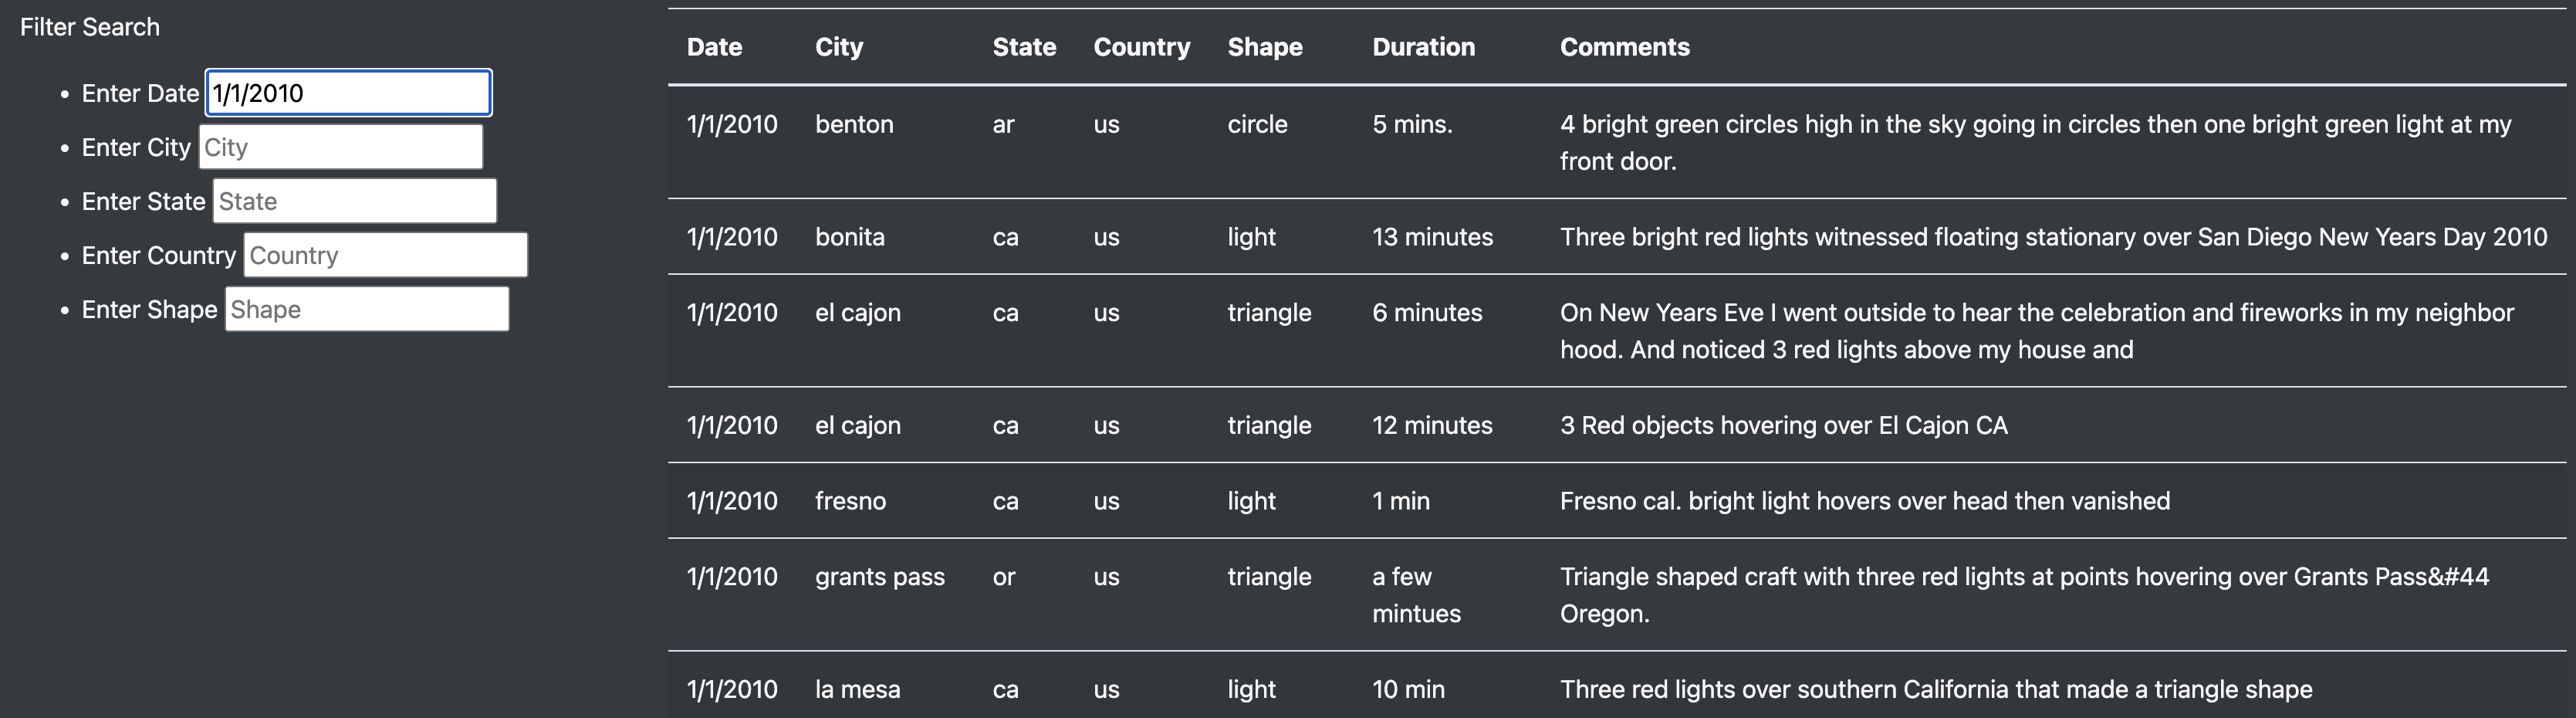 Filter Search
Enter Date 1/1/2010
Enter City City
Enter State State
Enter Country Country
Enter Shape Shape
Date City State Country Shape Duration Comments
1/1/2010 benton ar us circle 5 mins. 4 bright green circles high in the sky going in circles then one bright green light at my
front door.
1/1/2010 bonita ca us light 13 minutes Three bright red lights witnessed floating stationary over San Diego New Years Day 2010
1/1/2010 el cajon ca us triangle 6 minutes On New Years Eve I went outside to hear the celebration and fireworks in my neighbor
hood. And noticed 3 red lights above my house and
1/1/2010 el cajon ca us triangle 12 minutes 3 Red objects hovering over El Cajon CA
1/1/2010 fresno ca us light 1 min Fresno cal. bright light hovers over head then vanished
1/1/2010 grants pass or us triangle a few Triangle shaped craft with three red lights at points hovering over Grants Pass&#44
mintues Oregon.
1/1/2010 la mesa ca us light 10 min Three red lights over southern California that made a triangle shape